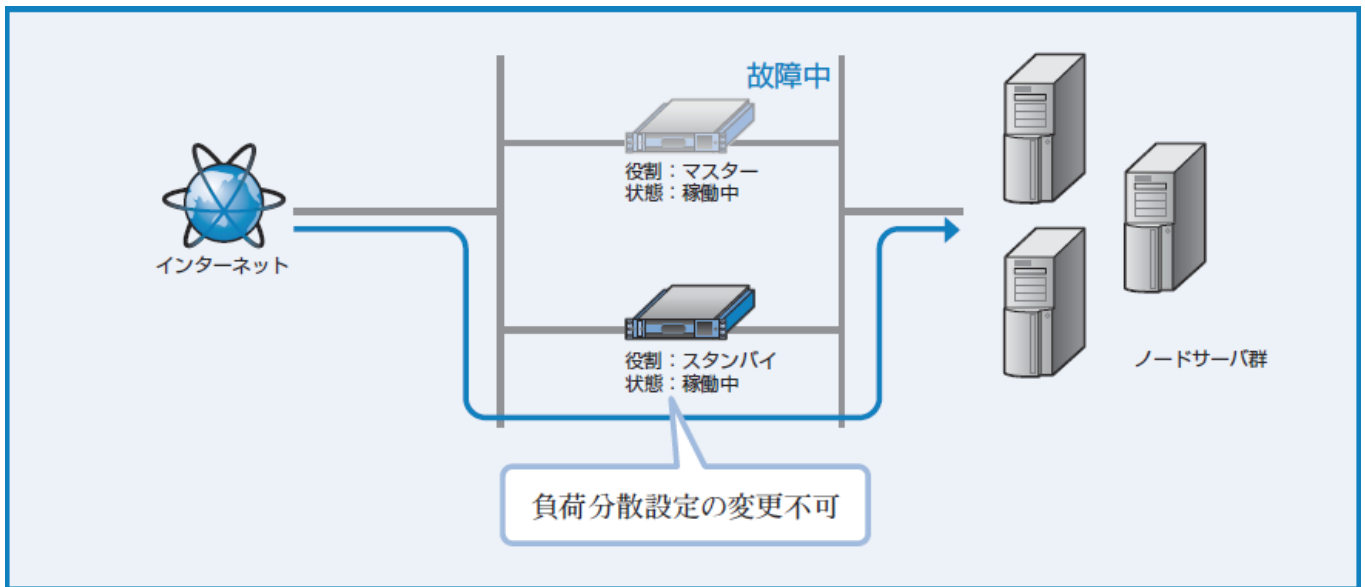 故障中
役割：マスター
状態：稼働中
インターネット
役割：スタンバイ
状態：稼働中
ノードサーバ群
負荷分散設定の変更不可